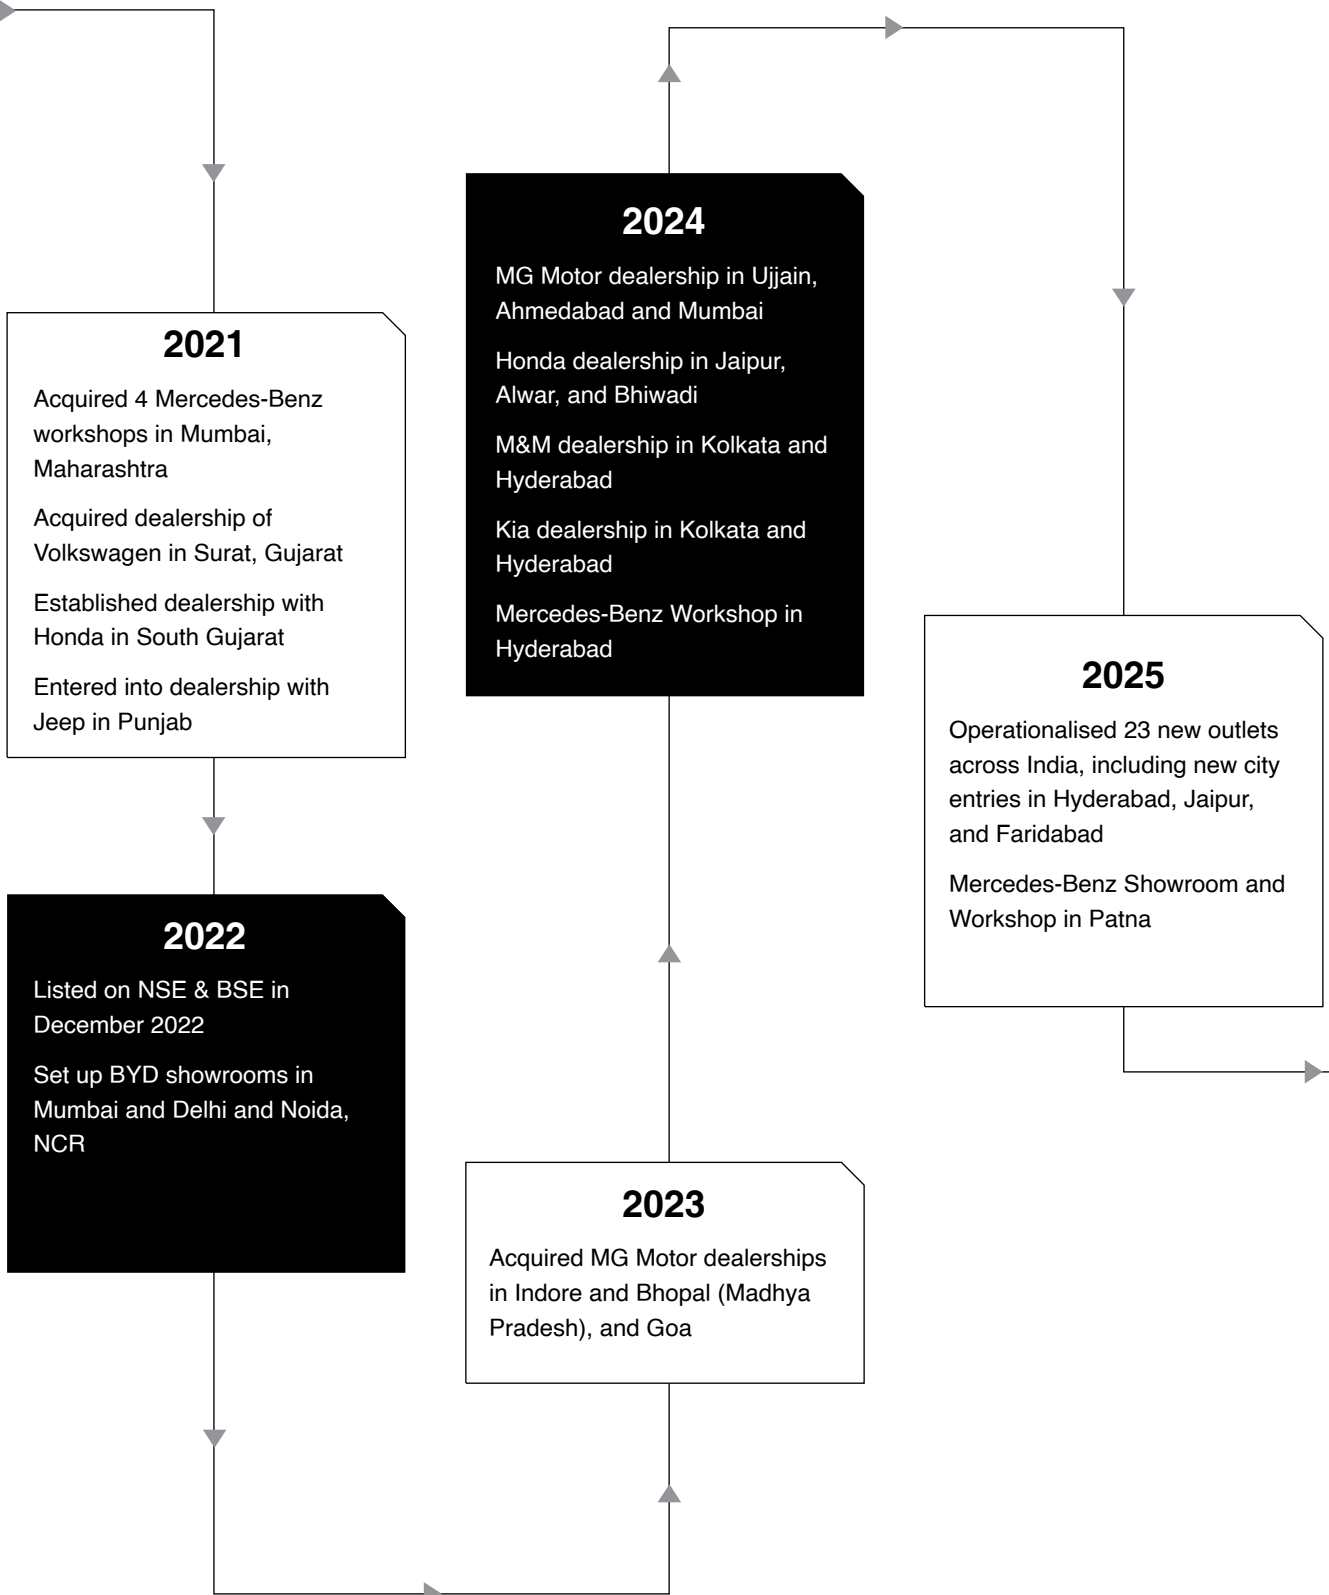 2021
Acquired 4 Mercedes-Benz
workshops in Mumbai,
Maharashtra
Acquired dealership of
Volkswagen in Surat, Gujarat
Established dealership with
Honda in South Gujarat
Entered into dealership with
Jeep in Punjab
2022
Listed on NSE & BSE in
December 2022
Set up BYD showrooms in
Mumbai and Delhi and Noida,
NCR
2023
Acquired MG Motor dealerships
in Indore and Bhopal (Madhya
Pradesh), and Goa
2024
MG Motor dealership in Ujjain,
Ahmedabad and Mumbai
Honda dealership in Jaipur,
Alwar, and Bhiwadi
M&M dealership in Kolkata and
Hyderabad
Kia dealership in Kolkata and
Hyderabad
Mercedes-Benz Workshop in
Hyderabad
2025
Operationalised 23 new outlets
across India, including new city
entries in Hyderabad, Jaipur,
and Faridabad
Mercedes-Benz Showroom and
Workshop in Patna